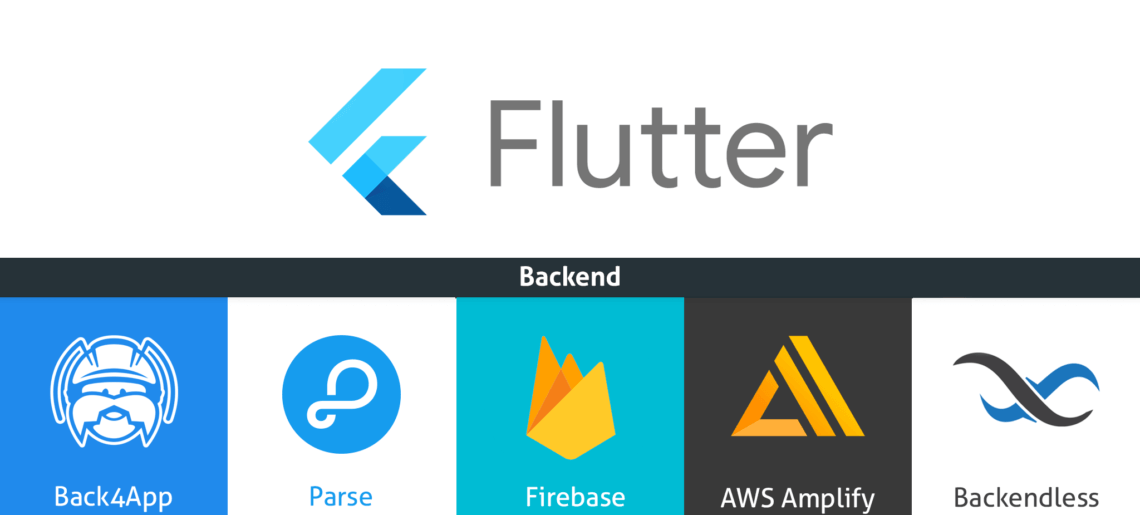 Flutter
Backend
Back4App
Parse
Firebase
AWS Amplify
Backendless